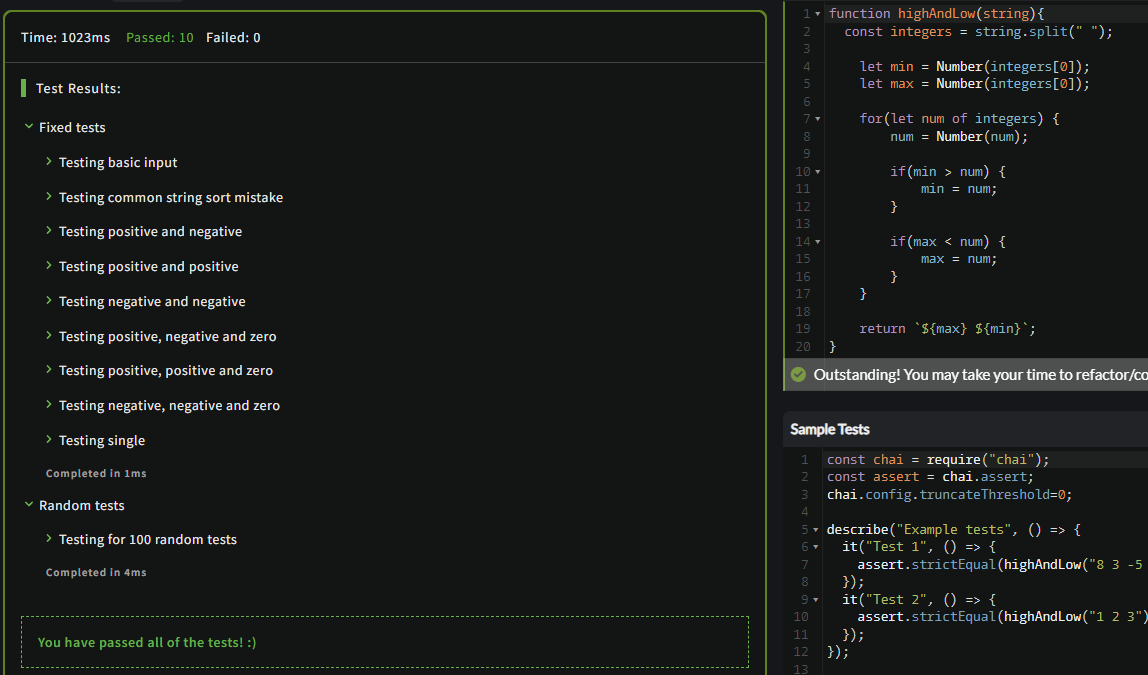 Time: 1023ms Passed: 10 Failed: 0
Test Results:
Fixed tests
Testing basic input
Testing common string sort mistake
Testing positive and negative
Testing positive and positive
Testing negative and negative
Testing positive, negative and zero
Testing positive, positive and zero
Testing negative, negative and zero
Testing single
Completed in 1ms
Random tests
Testing for 100 random tests
Completed in 4ms
You have passed all of the tests! :)
1 function highAndLow(string){
2 const integers = string.split(" ");
3
4 let min = Number(integers[0]);
5 let max = Number(integers[0]);
6
7 for(let num of integers) {
8 num = Number(num);
9
10 if(min > num) {
11 min = num;
12 }
13
14 if(max < num) {
15 max = num;
16 }
17 }
18
19 return `${max} ${min}`;
20 }
Outstanding! You may take your time to refactor/co
Sample Tests
1 const chai = require("chai");
2 const assert = chai.assert;
3 chai.config.truncateThreshold=0;
4
5 describe("Example tests", () => {
6 it("Test 1", () => {
7 assert.strictEqual(highAndLow("8 3 -5
8 });
9 it("Test 2", () => {
10 assert.strictEqual(highAndLow("1 2 3")
11 });
12 });
13